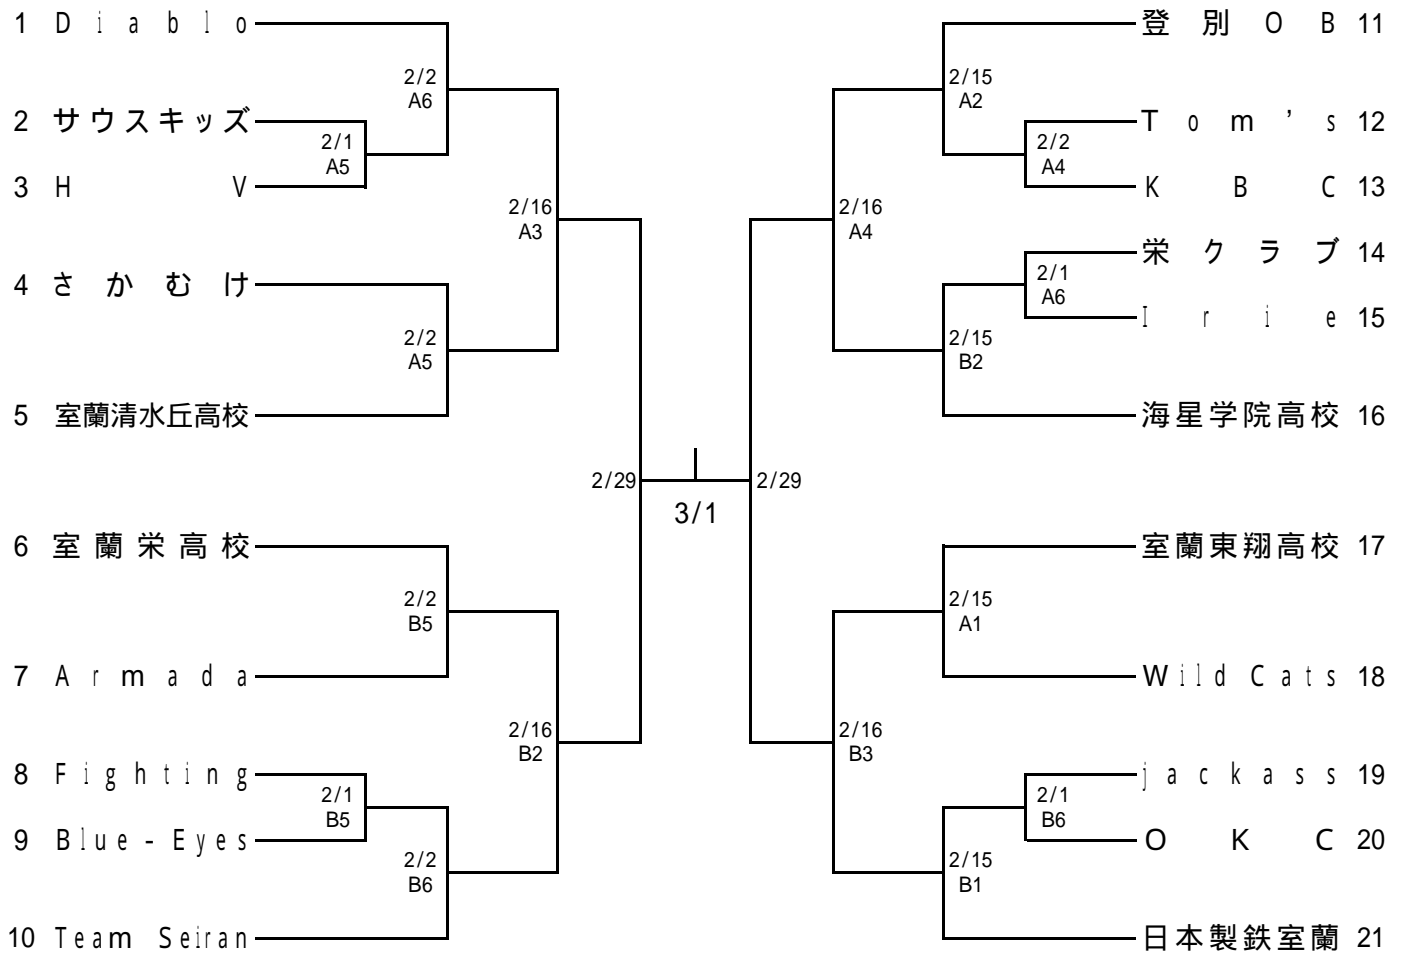 1 Diablo
2/2
A6
2 サウスキッズ
2/1
A5
3 HV
2/16
A3
4 さかむけ
2/2
A5
5 室蘭清水丘高校
2/29
6 室蘭栄高校
2/2
B5
7 Armada
2/16
B2
8 Fighting
2/1
B5
9 Blue-Eyes
2/2
B6
10 Team Seiran
3/1
登別OB 11
2/15
A2
Tom's 12
2/2
A4
KBC 13
2/16
A4
栄クラブ 14
2/1
A6
Irie 15
2/15
B2
海星学院高校 16
2/29
室蘭東翔高校 17
2/15
A1
Wild Cats 18
2/16
B3
jackass 19
2/1
B6
OKC 20
2/15
B1
日本製鉄室蘭 21